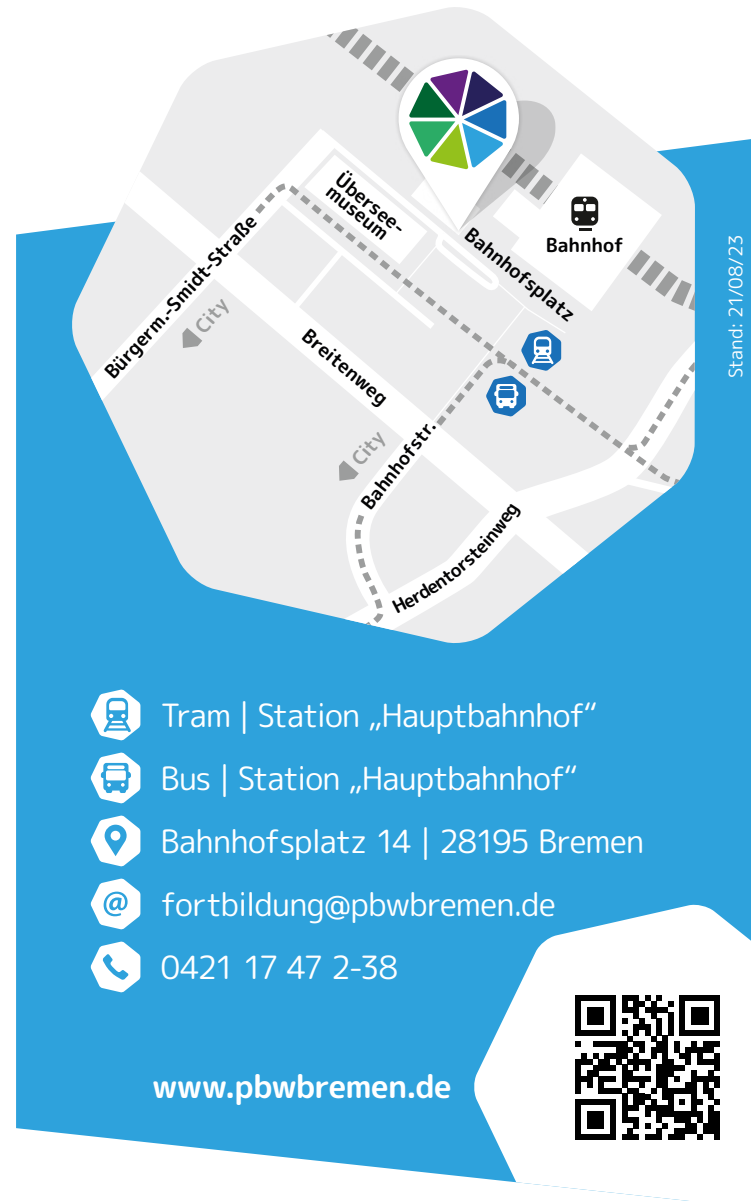 Übersee-
museum
Bahnhof
Bahnhofsplatz
Bürgerm.-Smidt-Straße
City
Breitenweg
City
Bahnhofstr.
Herdentorsteinweg
Stand: 21/08/23
Tram | Station „Hauptbahnhof“
Bus | Station „Hauptbahnhof“
Bahnhofsplatz 14 | 28195 Bremen
@ fortbildung@pbwbremen.de
0421 17 47 2-38
www.pbwbremen.de